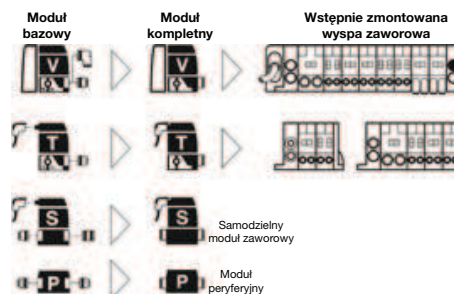 Moduł
bazowy
Moduł
kompletny
Wstępnie zmontowana
wyspa zaworowa
V
V
T
T
S
S
Samodzielny
moduł zaworowy
P
P
Moduł
peryferyjny